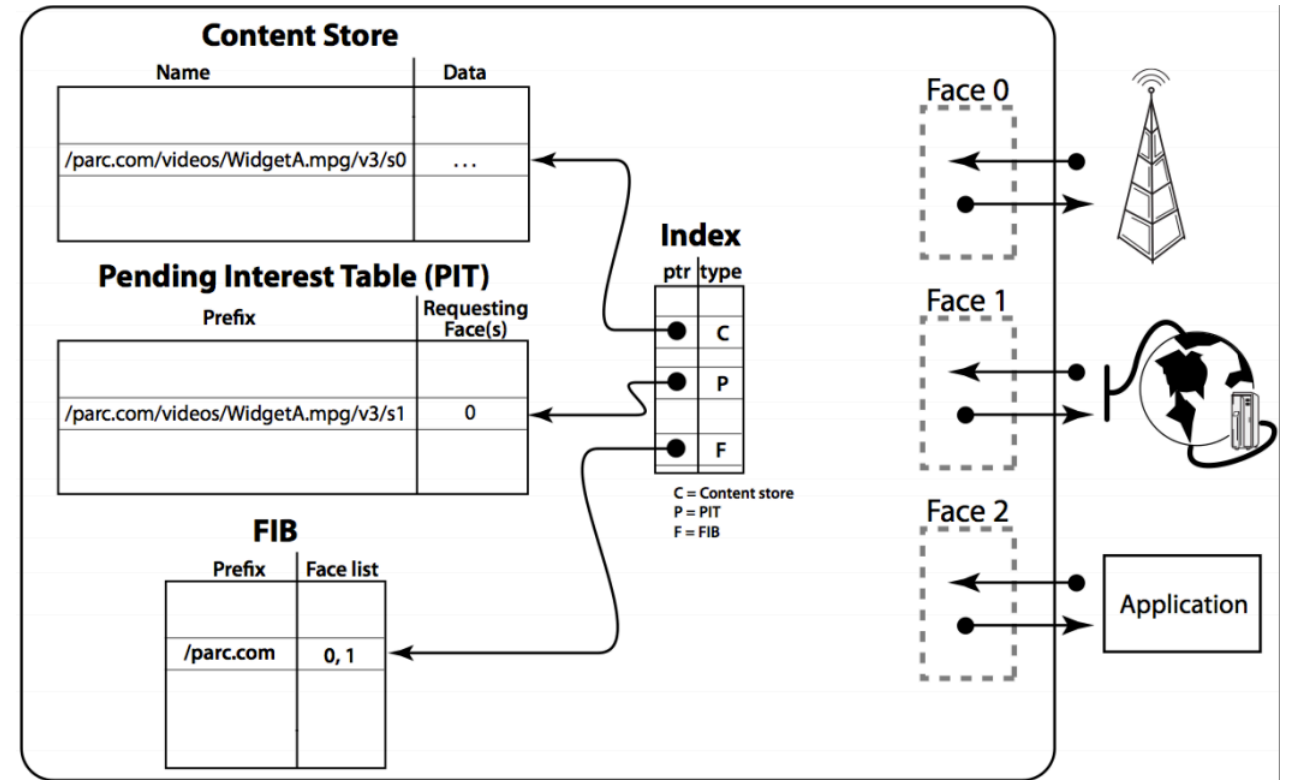 Content Store
Name Data
/parc.com/videos/WidgetA.mpg/v3/s0 ...
Pending Interest Table (PIT)
Prefix Requesting
Face(s)
/parc.com/videos/WidgetA.mpg/v3/s1 0
FIB
Prefix Face list
/parc.com 0, 1
Index
ptr type
C
P
F
C = Content store
P = PIT
F = FIB
Face 0
Face 1
Face 2
Application